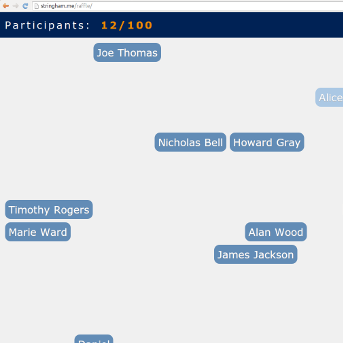 stringham.me/raffle/
Participants: 12/100
Joe Thomas
Alice
Nicholas Bell Howard Gray
Timothy Rogers
Marie Ward Alan Wood
James Jackson